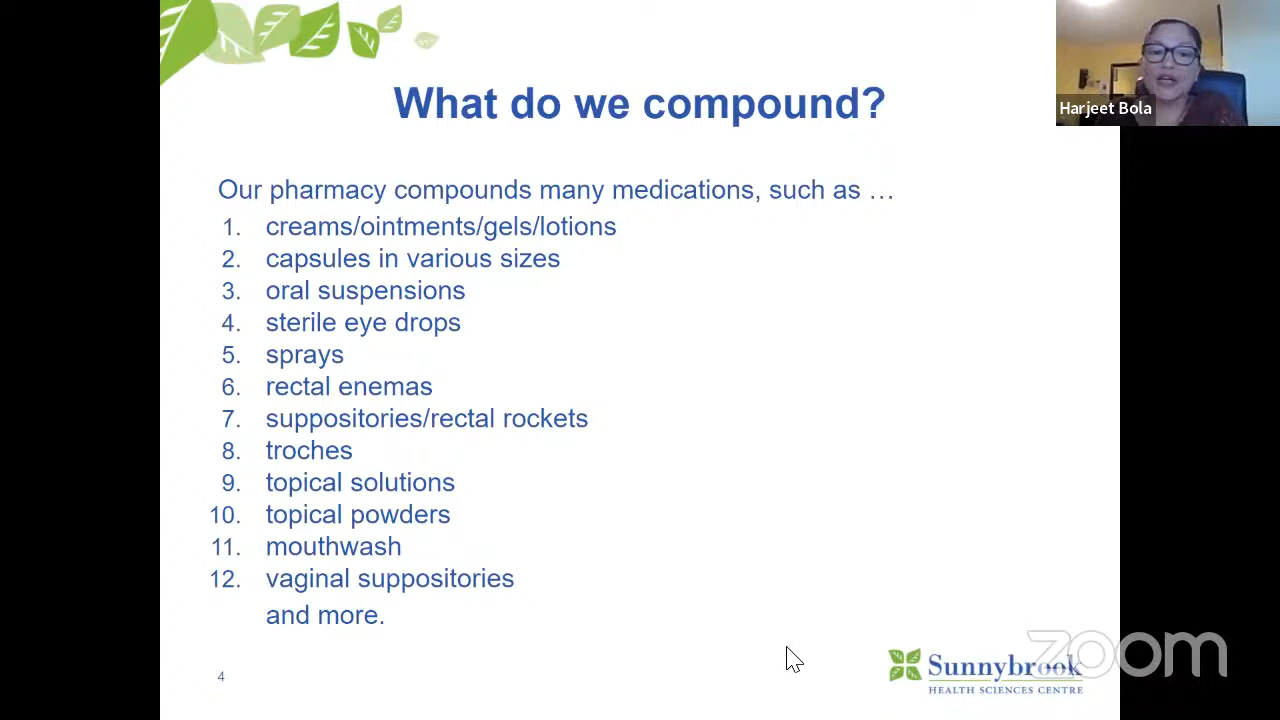 What do we compound?
Harjeet Bola
Our pharmacy compounds many medications, such as …
1. creams/ointments/gels/lotions
2. capsules in various sizes
3. oral suspensions
4. sterile eye drops
5. sprays
6. rectal enemas
7. suppositories/rectal rockets
8. troches
9. topical solutions
10. topical powders
11. mouthwash
12. vaginal suppositories
and more.
4
Sunnybrook
HEALTH SCIENCES CENTRE
zoom